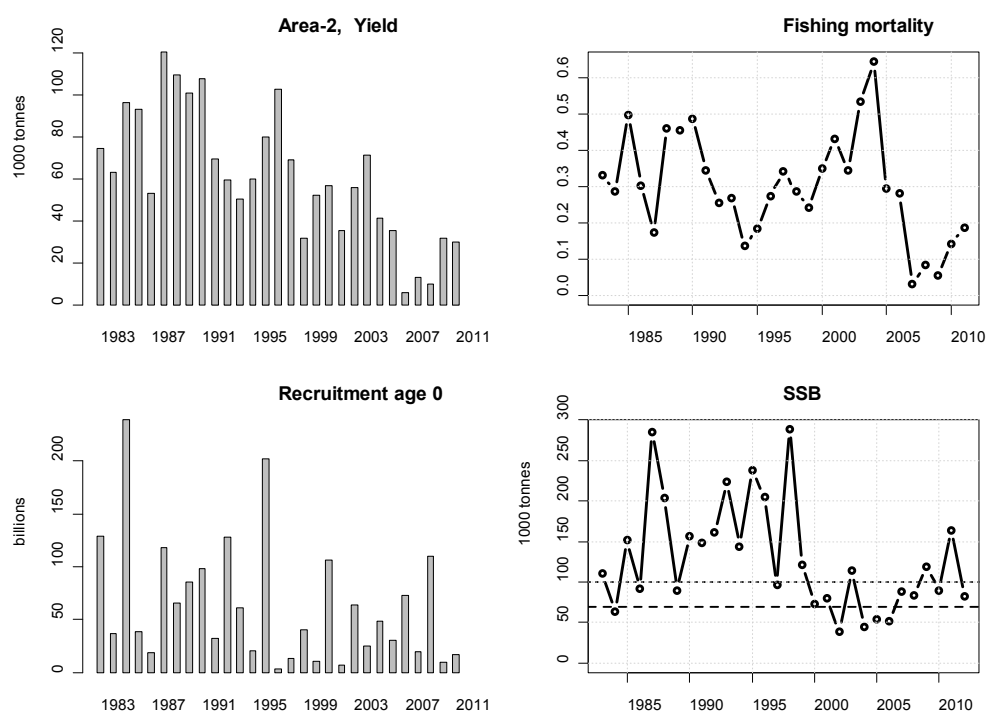 Area-2, Yield
1000 tonnes
0 20 40 60 80 100 120
1983 1987 1991 1995 1999 2003 2007 2011
Fishing mortality
0.0 0.1 0.2 0.3 0.4 0.5 0.6
1985 1990 1995 2000 2005 2010
Recruitment age 0
billions
0 50 100 150 200
1983 1987 1991 1995 1999 2003 2007 2011
SSB
1000 tonnes
0 50 100 150 200 250 300
1985 1990 1995 2000 2005 2010